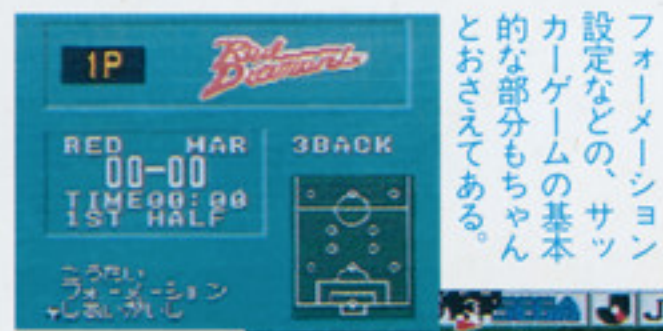 1P
Red
Diamonds
RED MAR
00-00
TIME00:00
1ST HALF
3BACK
こうたい
フォーメーション
しあいかいし
フォーメーション
設定などの、サッ
カーゲームの基本
的な部分もちゃん
とおさえてある。
SEGA
J